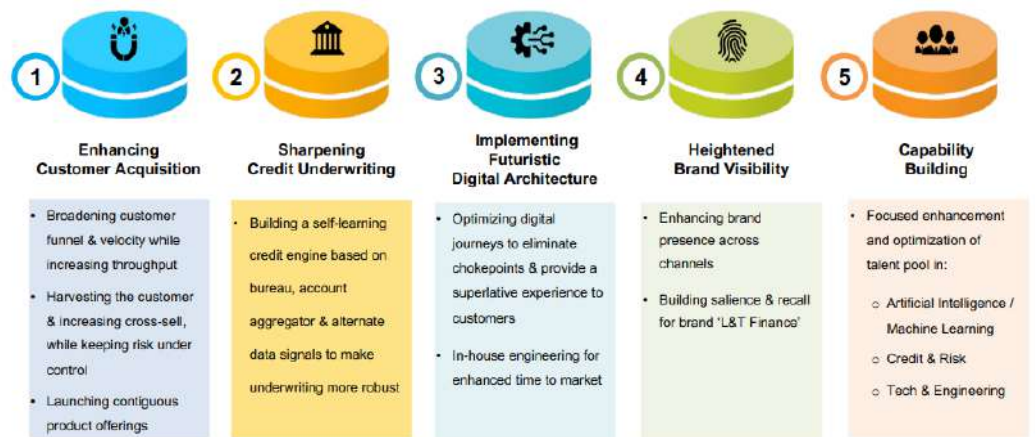 1
2
3
4
5
Enhancing
Customer Acquisition
Sharpening
Credit Underwriting
Implementing
Futuristic
Digital Architecture
Heightened
Brand Visibility
Capability
Building
• Broadening customer
funnel & velocity while
increasing throughput
• Harvesting the customer
& increasing cross-sell,
while keeping risk under
control
• Launching contiguous
product offerings
• Building a self-learning
credit engine based on
bureau, account
aggregator & alternate
data signals to make
underwriting more robust
• Optimizing digital
journeys to eliminate
chokepoints & provide a
superlative experience to
customers
• In-house engineering for
enhanced time to market
• Enhancing brand
presence across
channels
• Building salience & recall
for brand ‘L&T Finance’
• Focused enhancement
and optimization of
talent pool in:
o Artificial Intelligence /
Machine Learning
o Credit & Risk
o Tech & Engineering